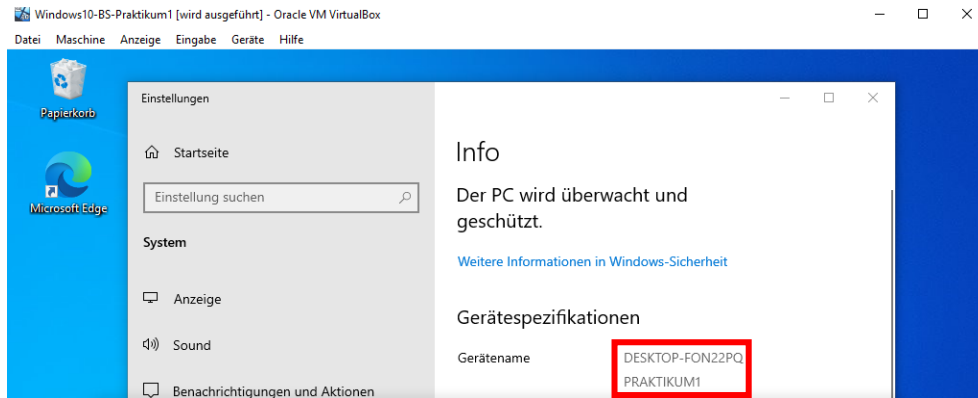 Windows10-BS-Praktikum1 [wird ausgeführt] - Oracle VM VirtualBox
Datei Maschine Anzeige Eingabe Geräte Hilfe
Papierkorb
Microsoft Edge
Einstellungen
Startseite
Einstellung suchen
System
Anzeige
Sound
Benachrichtigungen und Aktionen
Info
Der PC wird überwacht und
geschützt.
Weitere Informationen in Windows-Sicherheit
Gerätespezifikationen
Gerätename DESKTOP-FON22PQ
PRAKTIKUM1